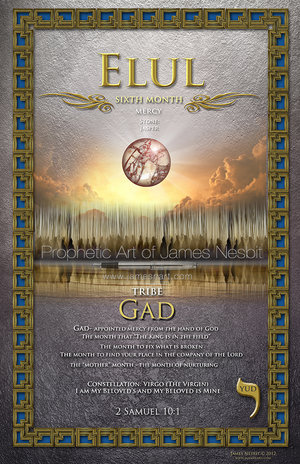 ELUL
SIXTH MONTH
MERCY
STONE:
JASPER
Prophetic Art of James Nesbit
www.jamesart.com
TRIBE
GAD
GAD- APPOINTED MERCY FROM THE HAND OF GOD
THE MONTH THAT "THE KING IS IN THE FIELD"
THE MONTH TO FIX WHAT IS BROKEN
THE MONTH TO FIND YOUR PLACE IN THE COMPANY OF THE LORD
THE "MOTHER" MONTH - THE MONTH OF NURTURING
CONSTELLATION: VIRGO (THE VIRGIN)
I AM MY BELOVED'S AND MY BELOVED IS MINE
YUD
2 SAMUEL 10:1
JAMES NESBIT © 2012